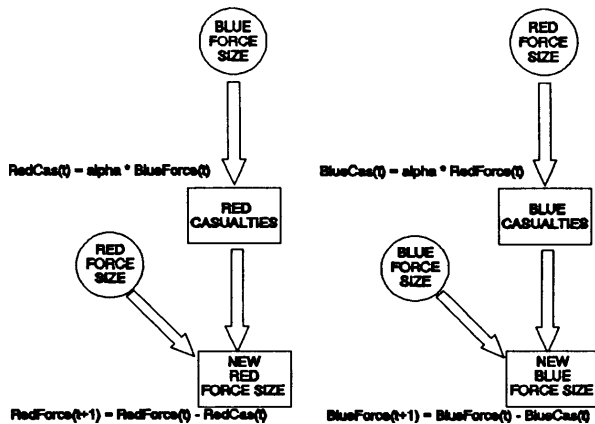 BLUE
FORCE
SIZE
RedCas(t) = alpha * BlueForce(t)
RED
CASUALTIES
RED
FORCE
SIZE
NEW
RED
FORCE SIZE
RedForce(t+1) = RedForce(t) - RedCas(t)
RED
FORCE
SIZE
BlueCas(t) = alpha * RedForce(t)
BLUE
CASUALTIES
BLUE
FORCE
SIZE
NEW
BLUE
FORCE SIZE
BlueForce(t+1) = BlueForce(t) - BlueCas(t)